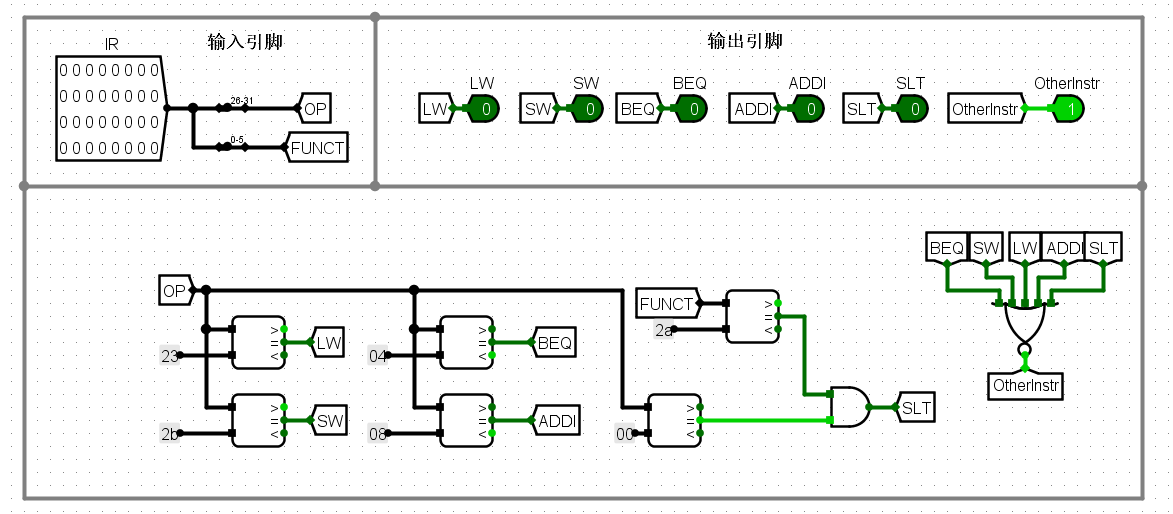 IR
输入引脚
0 0 0 0 0 0 0 0
0 0 0 0 0 0 0 0
0 0 0 0 0 0 0 0
0 0 0 0 0 0 0 0
26-31
OP
0-5
FUNCT
输出引脚
LW SW BEQ ADDI SLT OtherInstr
LW 0 SW 0 BEQ 0 ADDI 0 SLT 0 OtherInstr 1
BEQ SW LW ADDI SLT
OP
FUNCT
2a
>
=
<
23
>
=
<
LW
04
>
=
<
BEQ
2b
>
=
<
SW
08
>
=
<
ADDI
00
>
=
<
SLT
OtherInstr